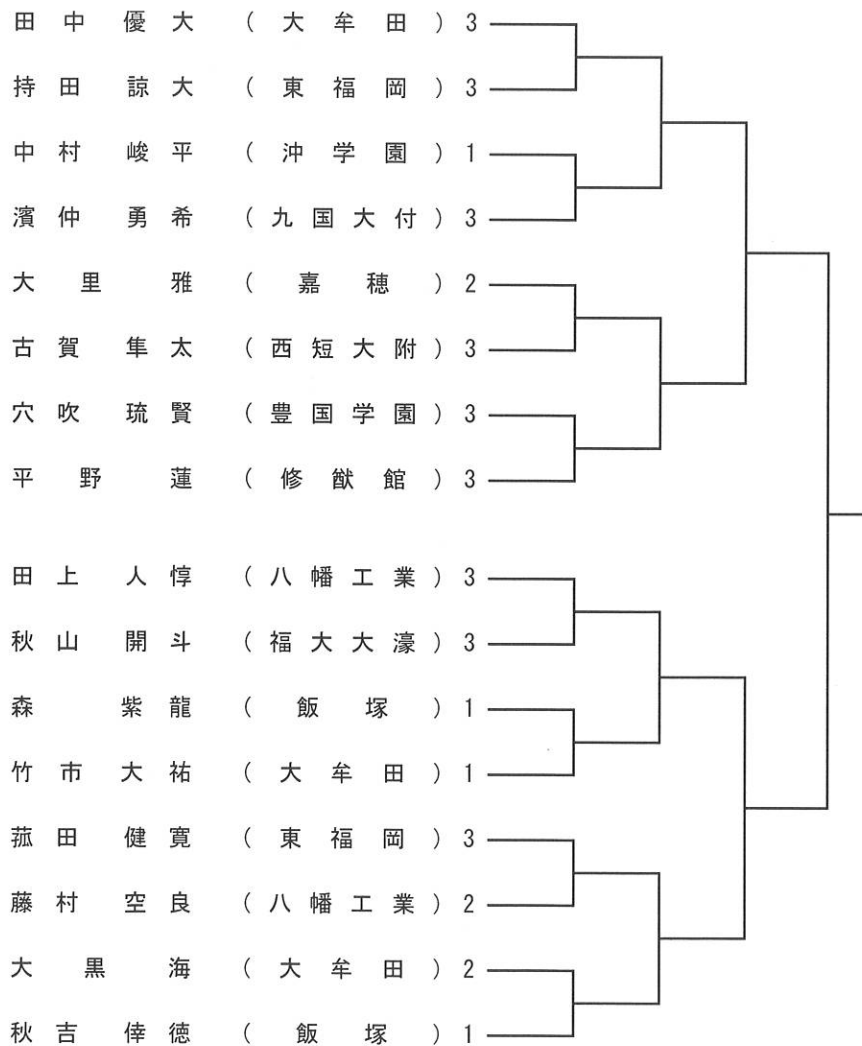 田中優大(大牟田)3
持田諒大(東福岡)3
中村峻平(沖学園)1
濱仲勇希(九国大付)3
大里雅(嘉穂)2
古賀隼太(西短大附)3
穴吹琉賢(豊国学園)3
平野蓮(修猷館)3
田上人惇(八幡工業)3
秋山開斗(福大大濠)3
森紫龍(飯塚)1
竹市大祐(大牟田)1
菰田健寛(東福岡)3
藤村空良(八幡工業)2
大黒海(大牟田)2
秋吉倖徳(飯塚)1